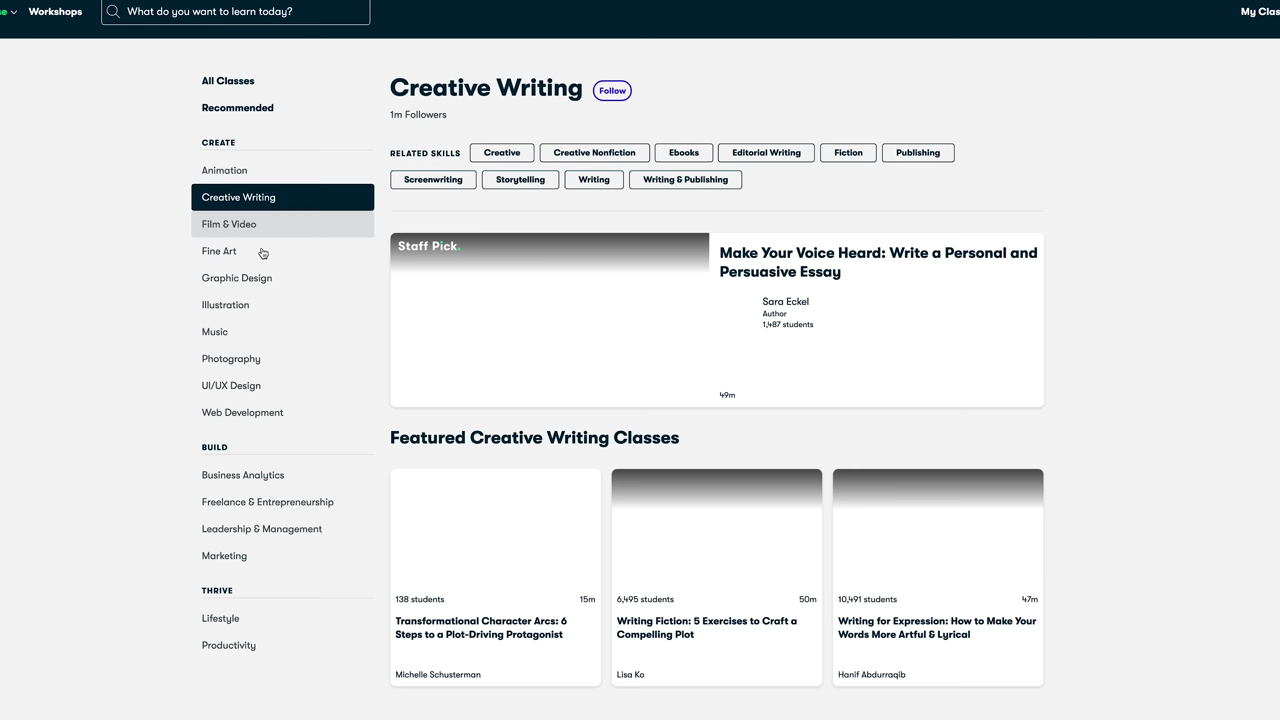 Workshops
What do you want to learn today?
All Classes
Recommended
CREATE
Animation
Creative Writing
Film & Video
Fine Art
Graphic Design
Illustration
Music
Photography
UI/UX Design
Web Development
BUILD
Business Analytics
Freelance & Entrepreneurship
Leadership & Management
Marketing
THRIVE
Lifestyle
Productivity
Creative Writing Follow
1m Followers
RELATED SKILLS Creative Creative Nonfiction Ebooks Editorial Writing Fiction Publishing
Screenwriting Storytelling Writing Writing & Publishing
Staff Pick.
Make Your Voice Heard: Write a Personal and
Persuasive Essay
Sara Eckel
Author
1,487 students
49m
Featured Creative Writing Classes
138 students 15m
Transformational Character Arcs: 6
Steps to a Plot-Driving Protagonist
Michelle Schusterman
6,495 students 50m
Writing Fiction: 5 Exercises to Craft a
Compelling Plot
Lisa Ko
10,491 students 47m
Writing for Expression: How to Make Your
Words More Artful & Lyrical
Hanif Abdurraqib
My Clas